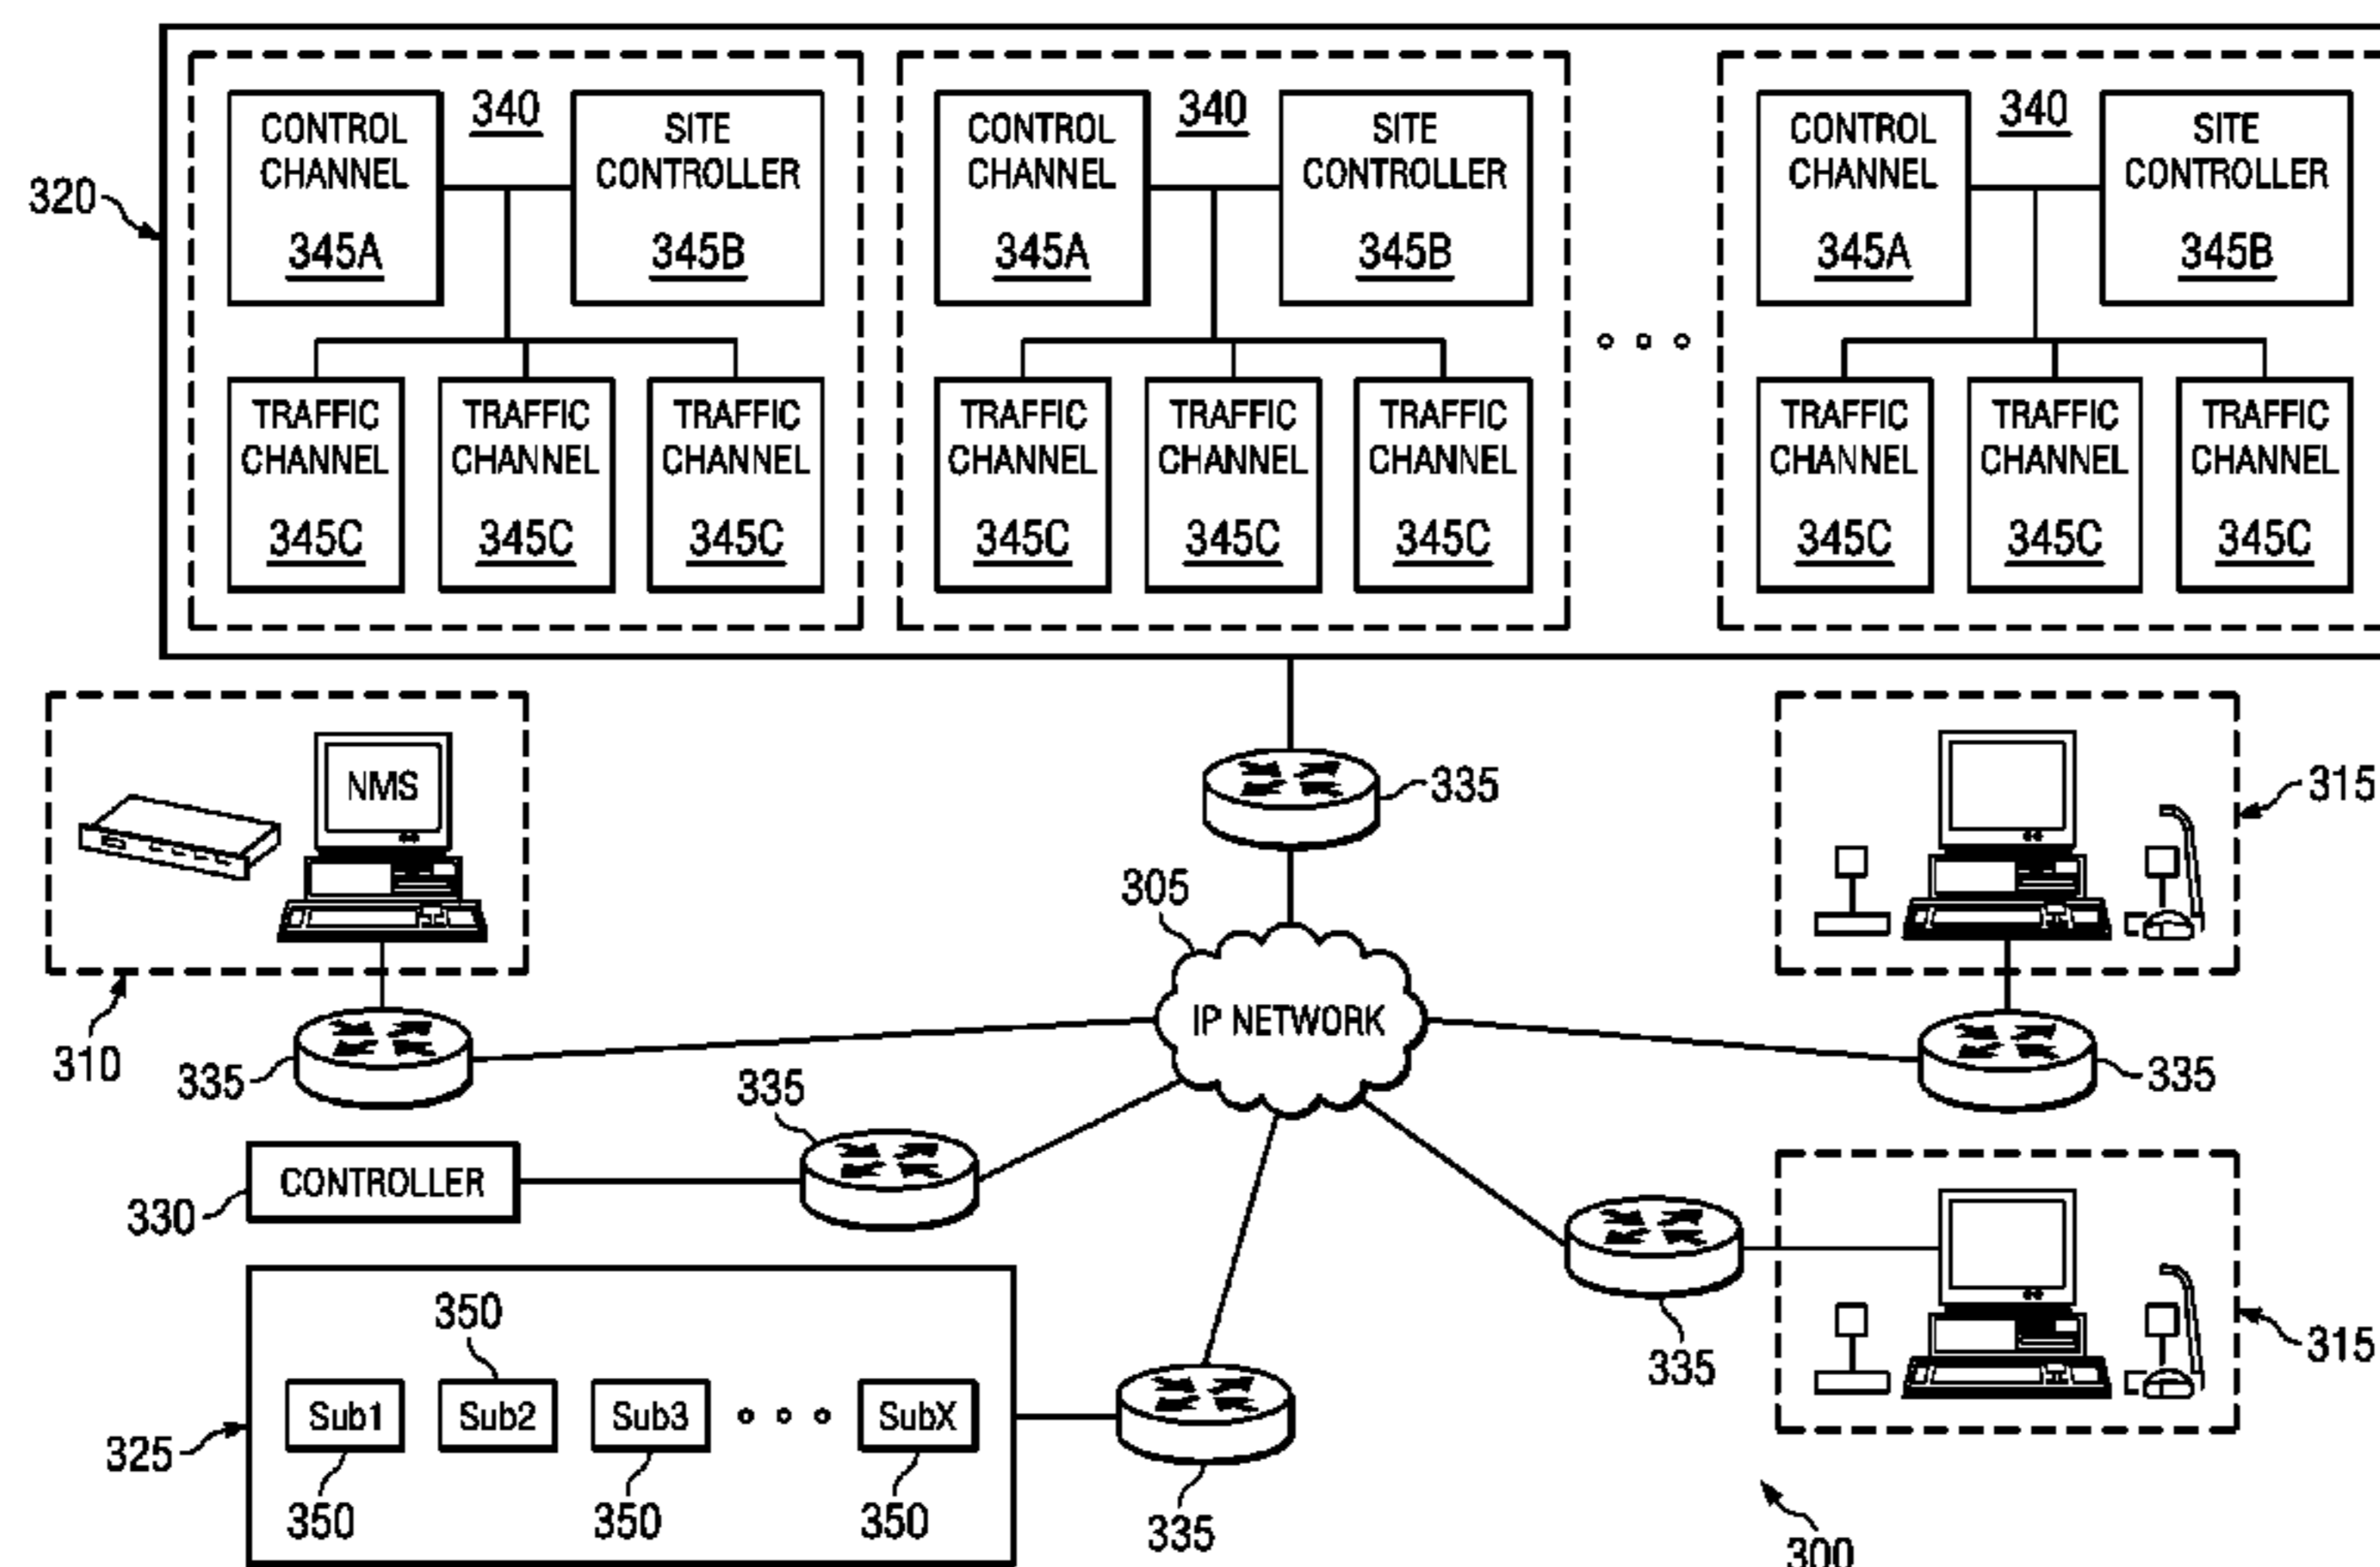 CONTROL CHANNEL
345A
340
SITE CONTROLLER
345B
TRAFFIC CHANNEL
345C
TRAFFIC CHANNEL
345C
TRAFFIC CHANNEL
345C
CONTROL CHANNEL
345A
340
SITE CONTROLLER
345B
TRAFFIC CHANNEL
345C
TRAFFIC CHANNEL
345C
TRAFFIC CHANNEL
345C
CONTROL CHANNEL
345A
340
SITE CONTROLLER
345B
TRAFFIC CHANNEL
345C
TRAFFIC CHANNEL
345C
TRAFFIC CHANNEL
345C
320
NMS
310
335
335
315
305
IP NETWORK
335
335
CONTROLLER
330
335
315
350
Sub1
Sub2
Sub3
SubX
325
350
350
350
335
300